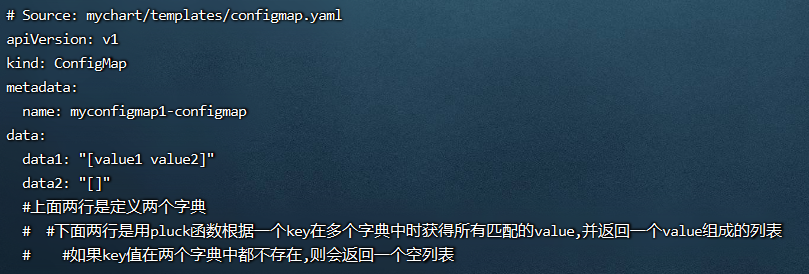 # Source: mychart/templates/configmap.yaml
apiVersion: v1
kind: ConfigMap
metadata:
  name: myconfigmap1-configmap
data:
  data1: "[value1 value2]"
  data2: "[]"
  #上面两行是定义两个字典
  #  #下面两行是用pluck函数根据一个key在多个字典中时获得所有匹配的value,并返回一个value组成的列表
  #    #如果key值在两个字典中都不存在,则会返回一个空列表